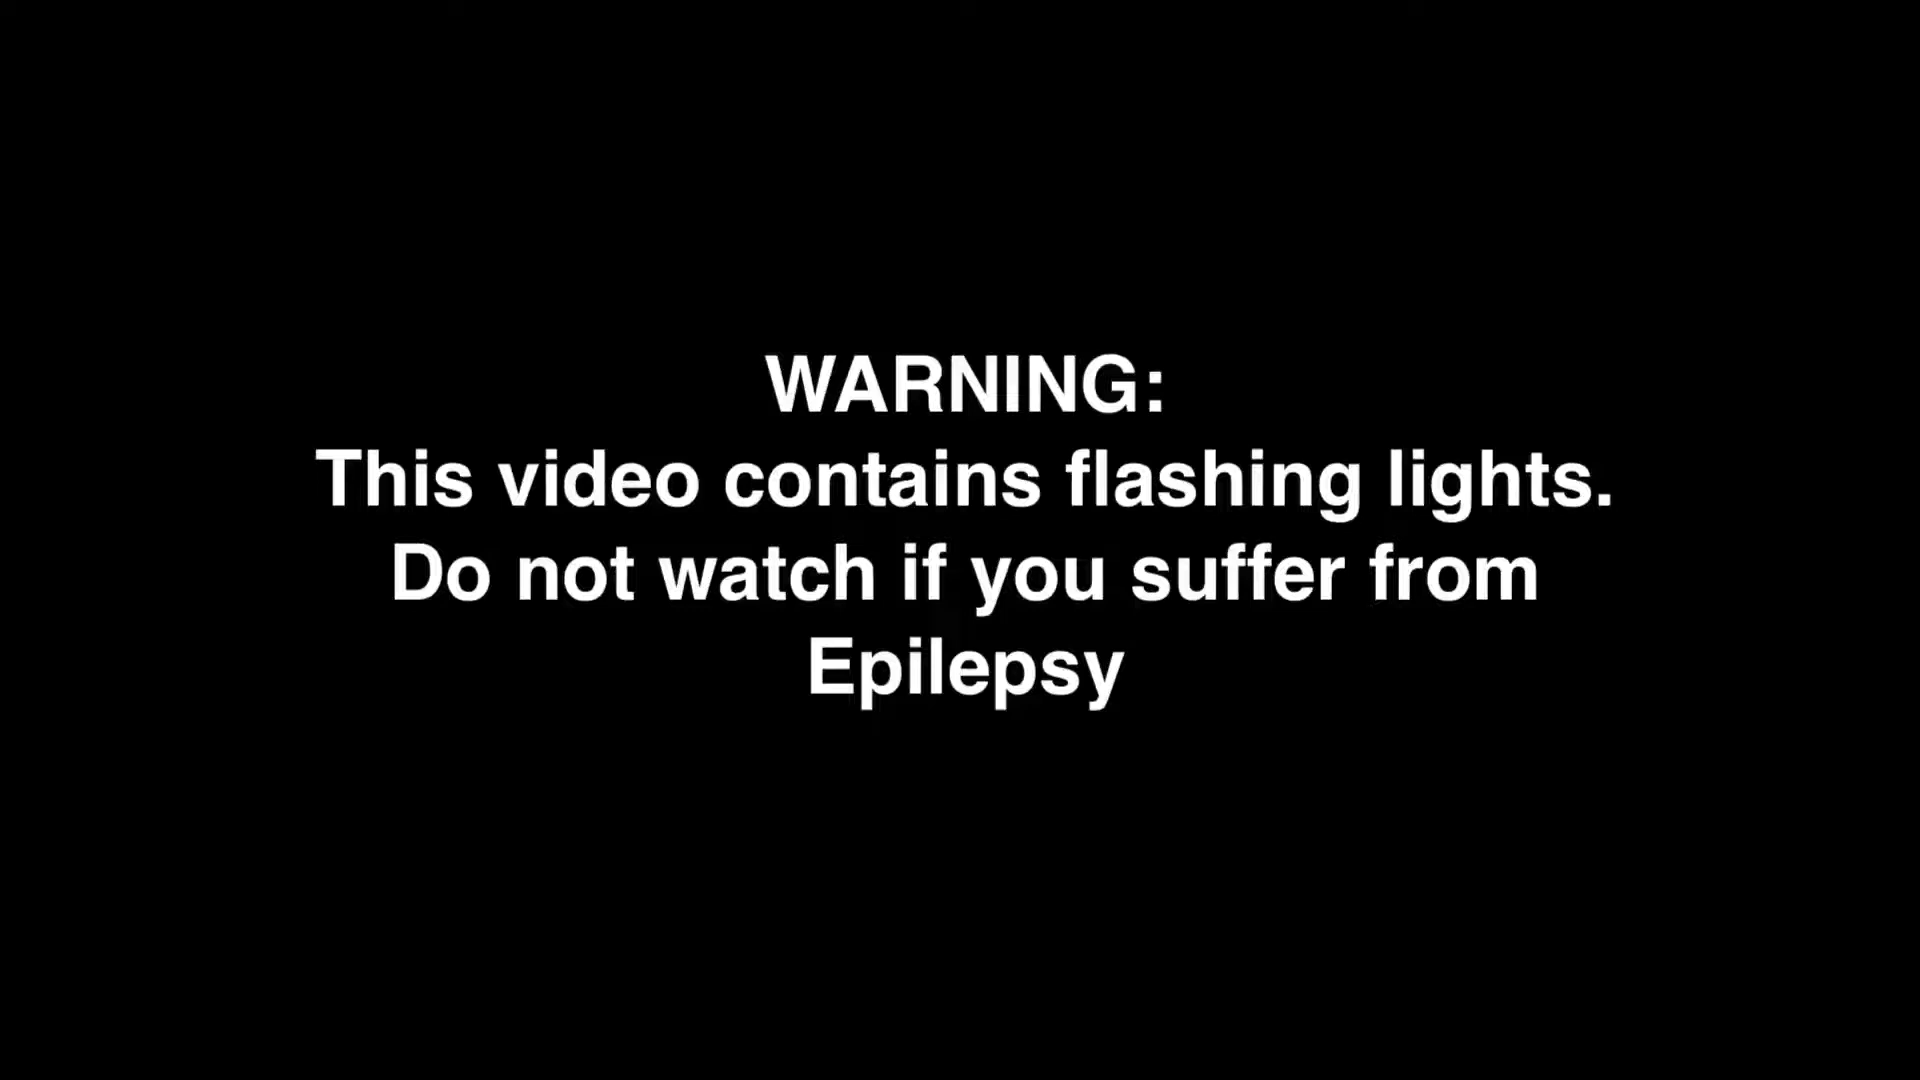 WARNING:
This video contains flashing lights.
Do not watch if you suffer from
Epilepsy